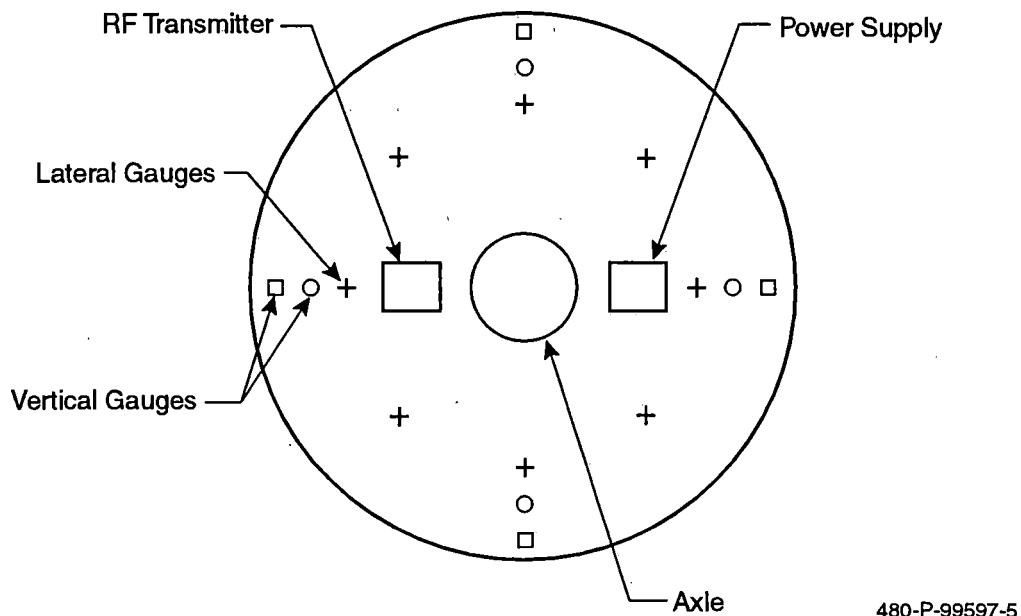 RF Transmitter
Power Supply
Lateral Gauges
Vertical Gauges
Axle
480-P-99597-5